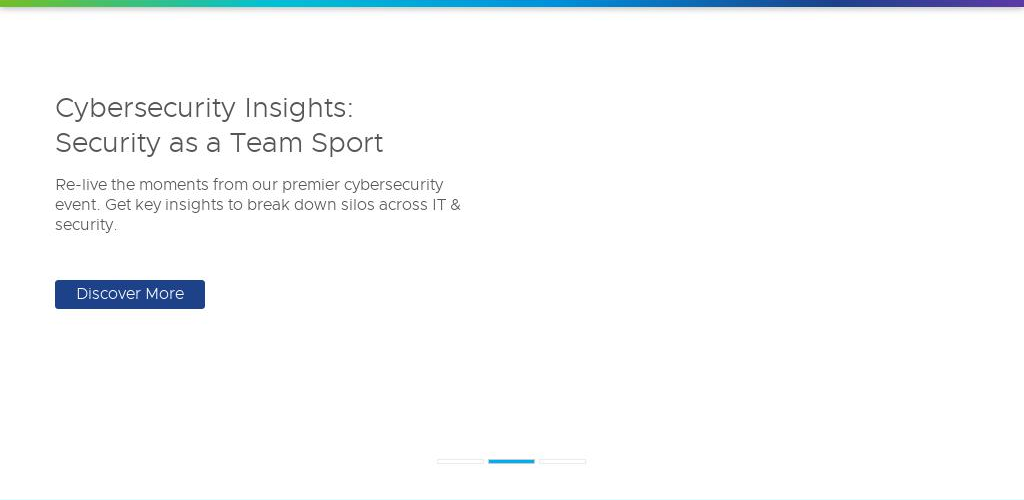 Cybersecurity Insights:
Security as a Team Sport
Re-live the moments from our premier cybersecurity
event. Get key insights to break down silos across IT &
security.
Discover More